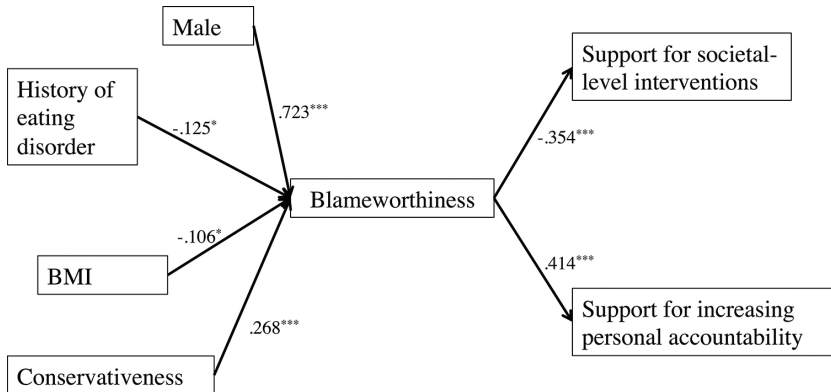 Male
History of
eating
disorder
BMI
Conservativeness
.723***
-.125*
-.106*
.268***
Blameworthiness
-.354***
.414***
Support for societal-
level interventions
Support for increasing
personal accountability